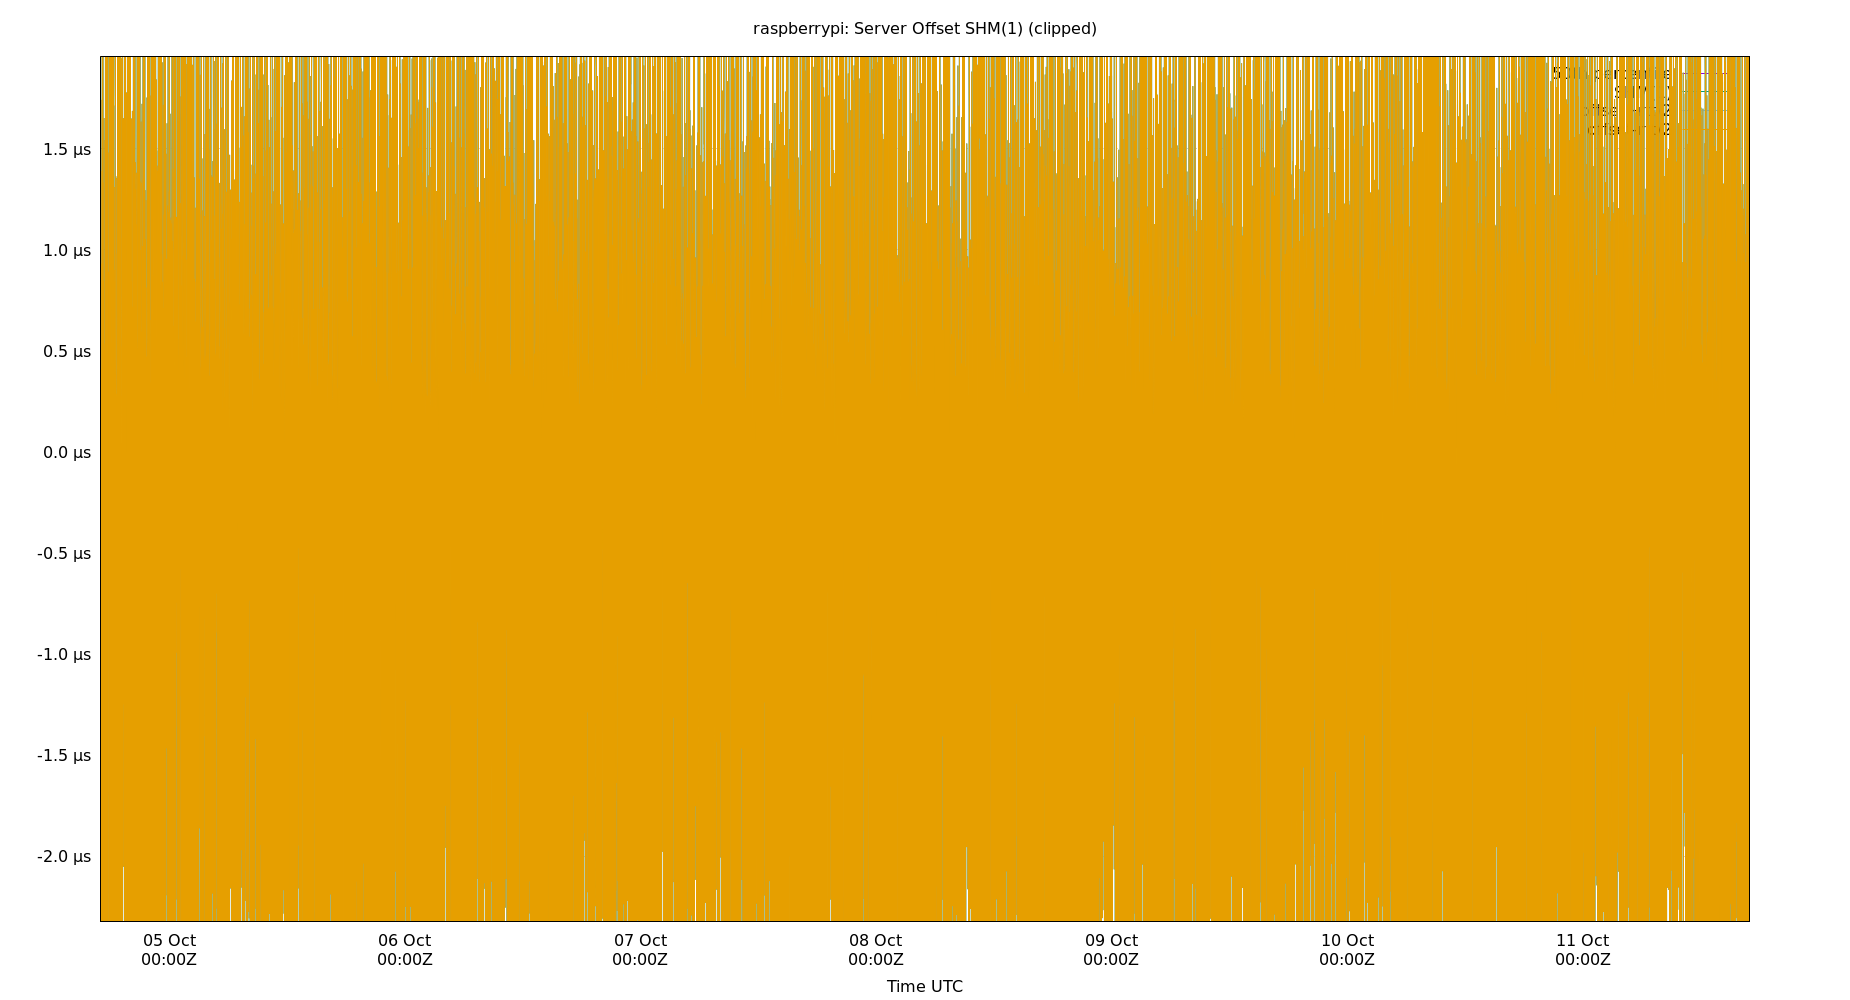 raspberrypi: Server Offset SHM(1) (clipped)
1.5 µs
1.0 µs
0.5 µs
0.0 µs
-0.5 µs
-1.0 µs
-1.5 µs
-2.0 µs
05 Oct 06 Oct 07 Oct 08 Oct 09 Oct 10 Oct 11 Oct
00:00Z 00:00Z 00:00Z 00:00Z 00:00Z 00:00Z 00:00Z
Time UTC